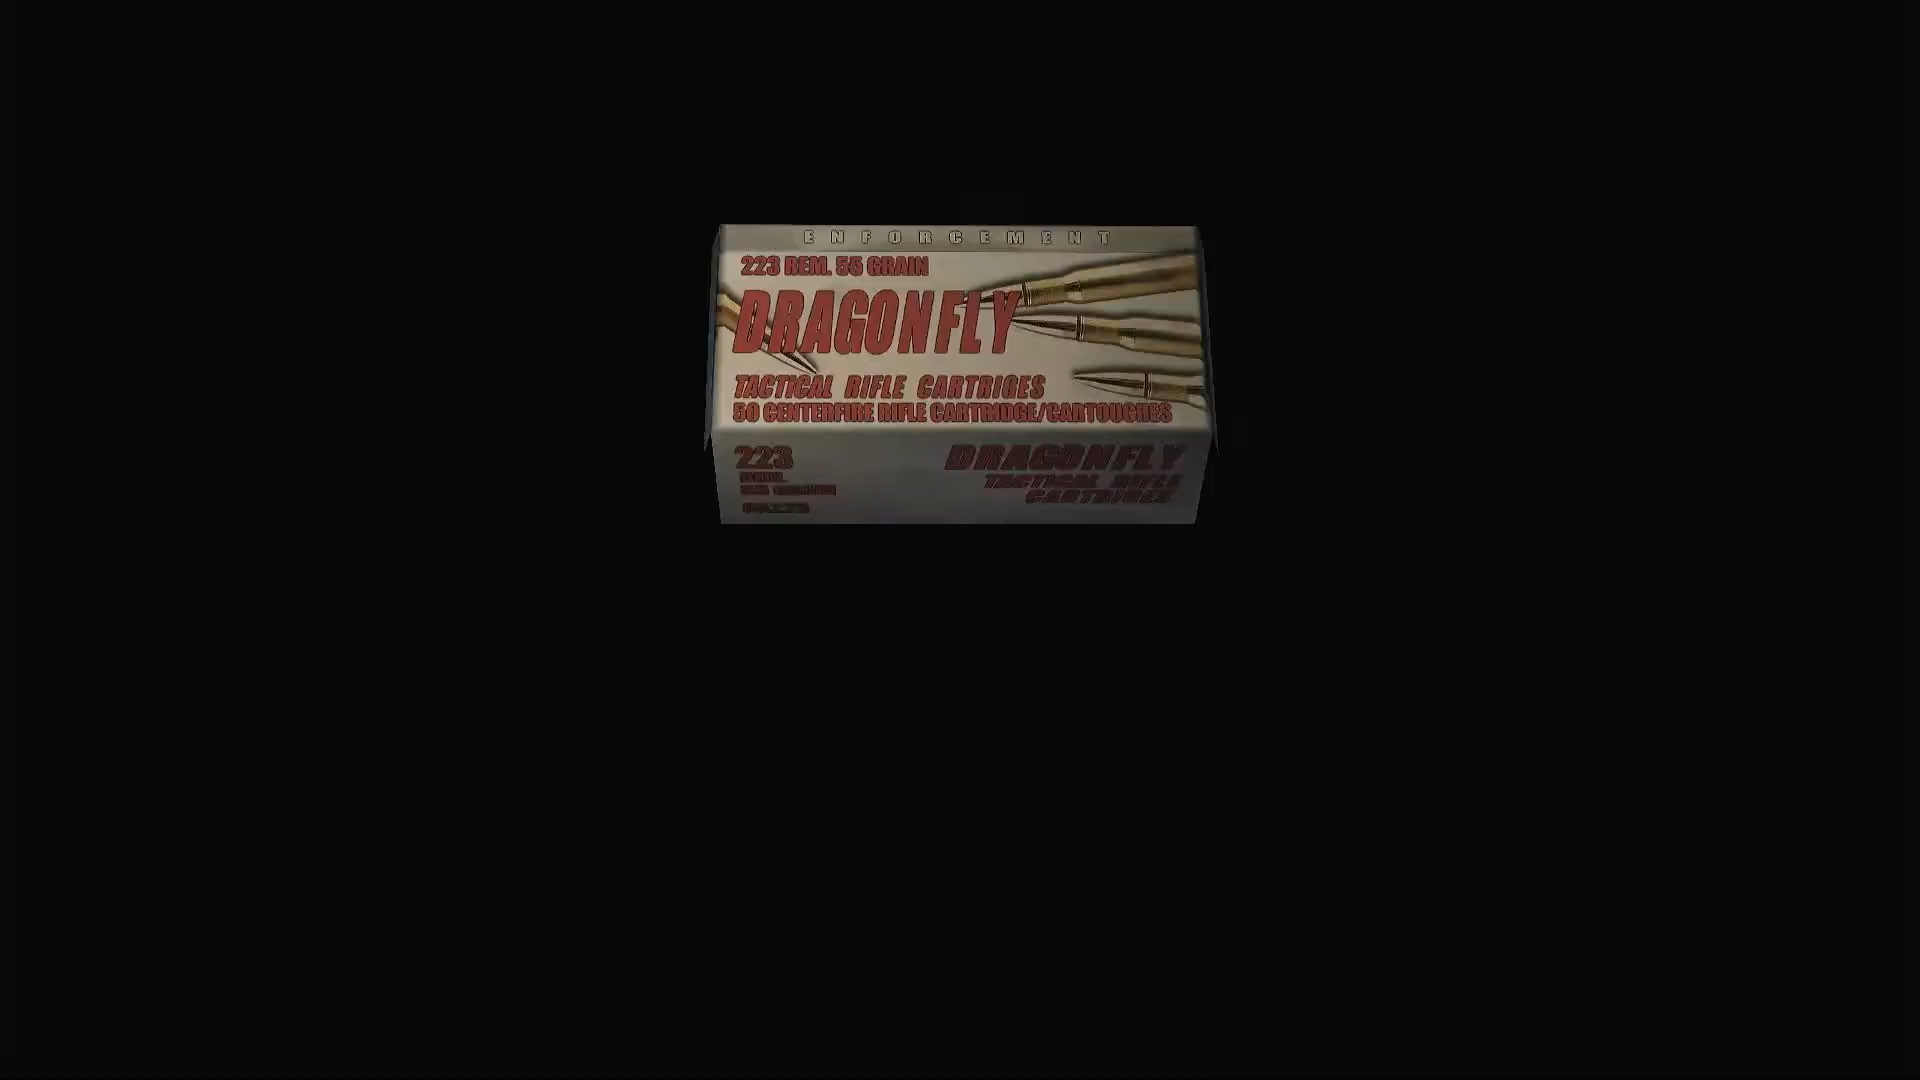 ENFORCEMENT
223 REM. 55 GRAIN
DRAGONFLY
TACTICAL RIFLE CARTRIGES
50 CENTERFIRE RIFLE CARTRIDGE/CARTOUCHES
223
DRAGONFLY
TACTICAL RIFLE
CARTRIGES